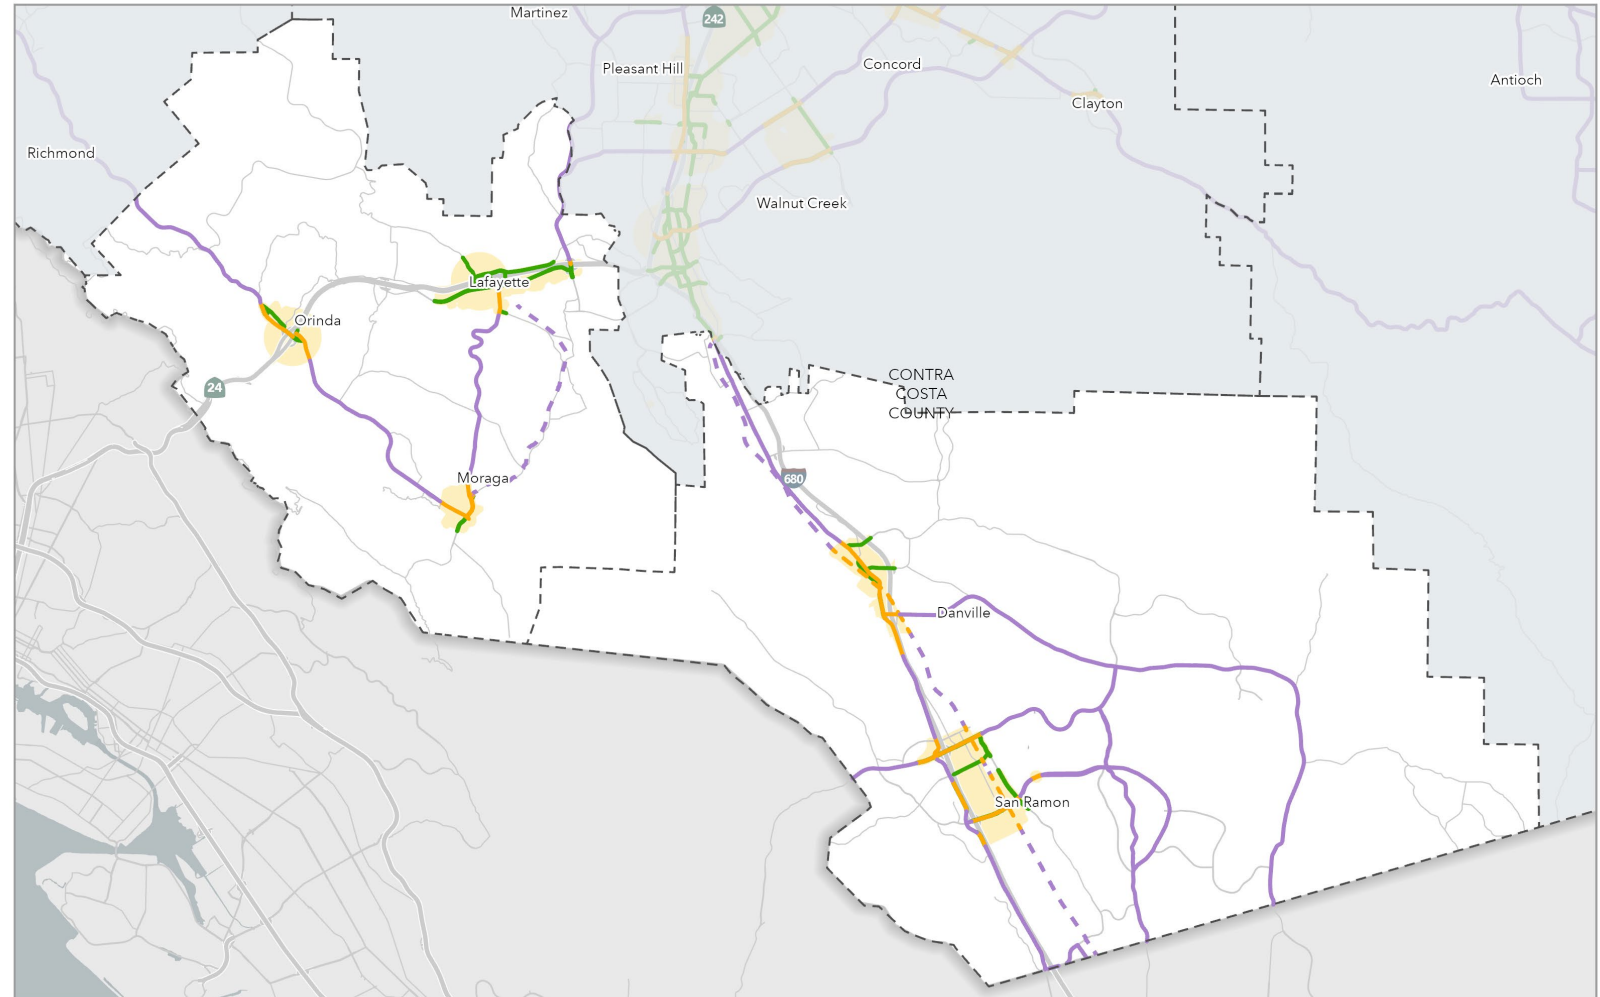 Martinez
242
Pleasant Hill
Concord
Antioch
Clayton
Richmond
Walnut Creek
Lafayette
Orinda
24
CONTRA
COSTA
COUNTY
Moraga
680
Danville
San Ramon